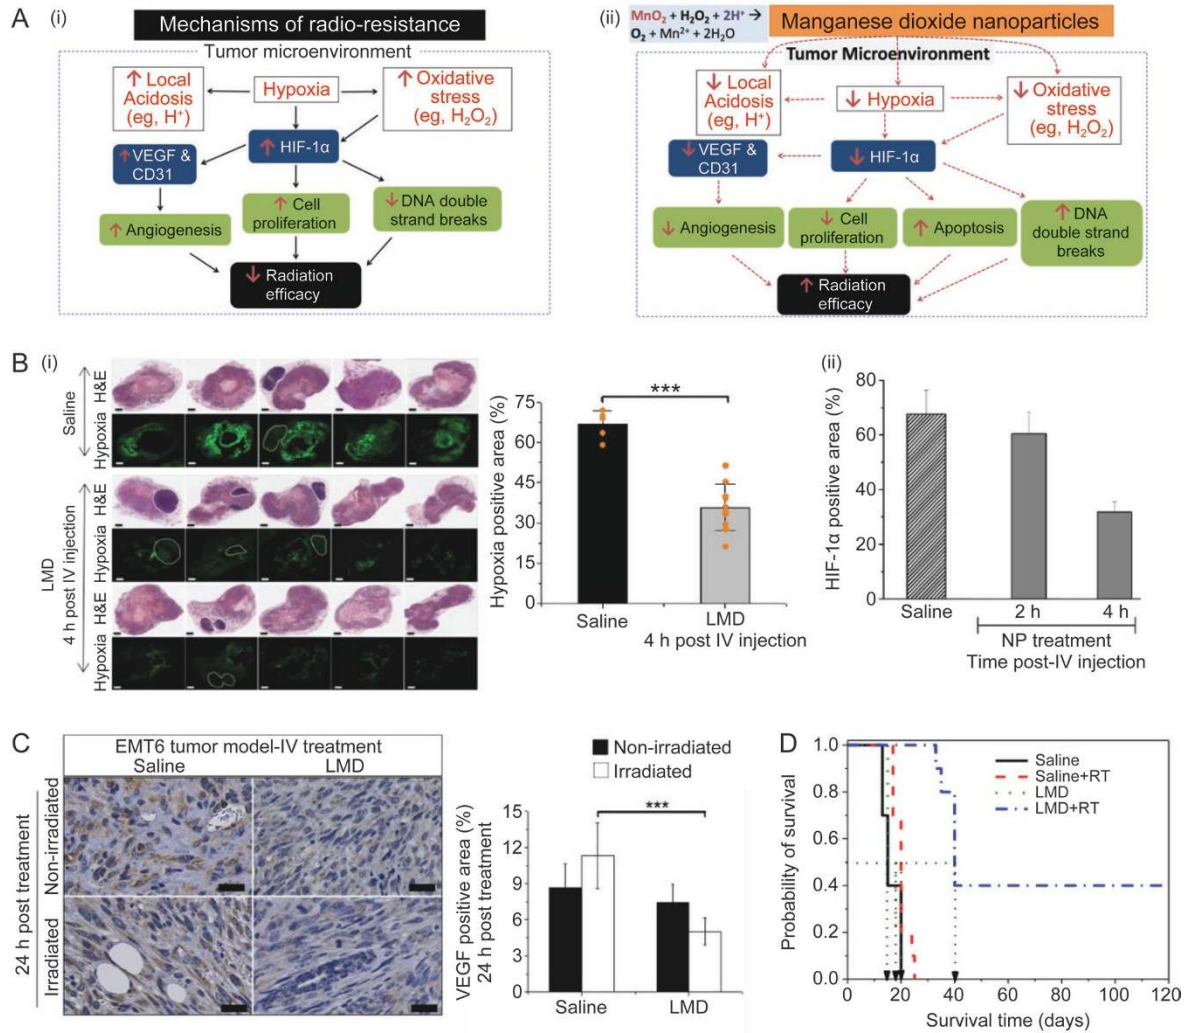 A (i)
Mechanisms of radio-resistance
Tumor microenvironment
↑ Local
Acidosis
(eg, H⁺)
Hypoxia
↑ Oxidative
stress
(eg, H₂O₂)
↑ VEGF &
CD31
↑ HIF-1α
↑ Angiogenesis
↑ Cell
proliferation
↓ DNA double
strand breaks
↓ Radiation
efficacy
(ii)
MnO₂ + H₂O₂ + 2H⁺ →
O₂ + Mn²⁺ + 2H₂O
Manganese dioxide nanoparticles
Tumor Microenvironment
↓ Local
Acidosis
(eg, H⁺)
↓ Hypoxia
↓ Oxidative
stress
(eg, H₂O₂)
↓ VEGF &
CD31
↓ HIF-1α
↓ Angiogenesis
↓ Cell
proliferation
↑ Apoptosis
↑ DNA
double strand
breaks
↑ Radiation
efficacy
B (i)
Saline
H&E
Hypoxia
LMD
4 h post IV injection
H&E
Hypoxia
H&E
Hypoxia
Hypoxia positive area (%)
75
60
45
30
15
0
***
Saline
LMD
4 h post IV injection
(ii)
HIF-1α positive area (%)
80
60
40
20
0
Saline
2 h
4 h
NP treatment
Time post-IV injection
C
EMT6 tumor model-IV treatment
Saline
LMD
24 h post treatment
Non-irradiated
Irradiated
Non-irradiated
Irradiated
VEGF positive area (%)
24 h post treatment
15
12
9
6
3
0
***
Saline
LMD
D
Probability of survival
1.0
0.8
0.6
0.4
0.2
0.0
Saline
Saline+RT
LMD
LMD+RT
0
20
40
60
80
100
120
Survival time (days)